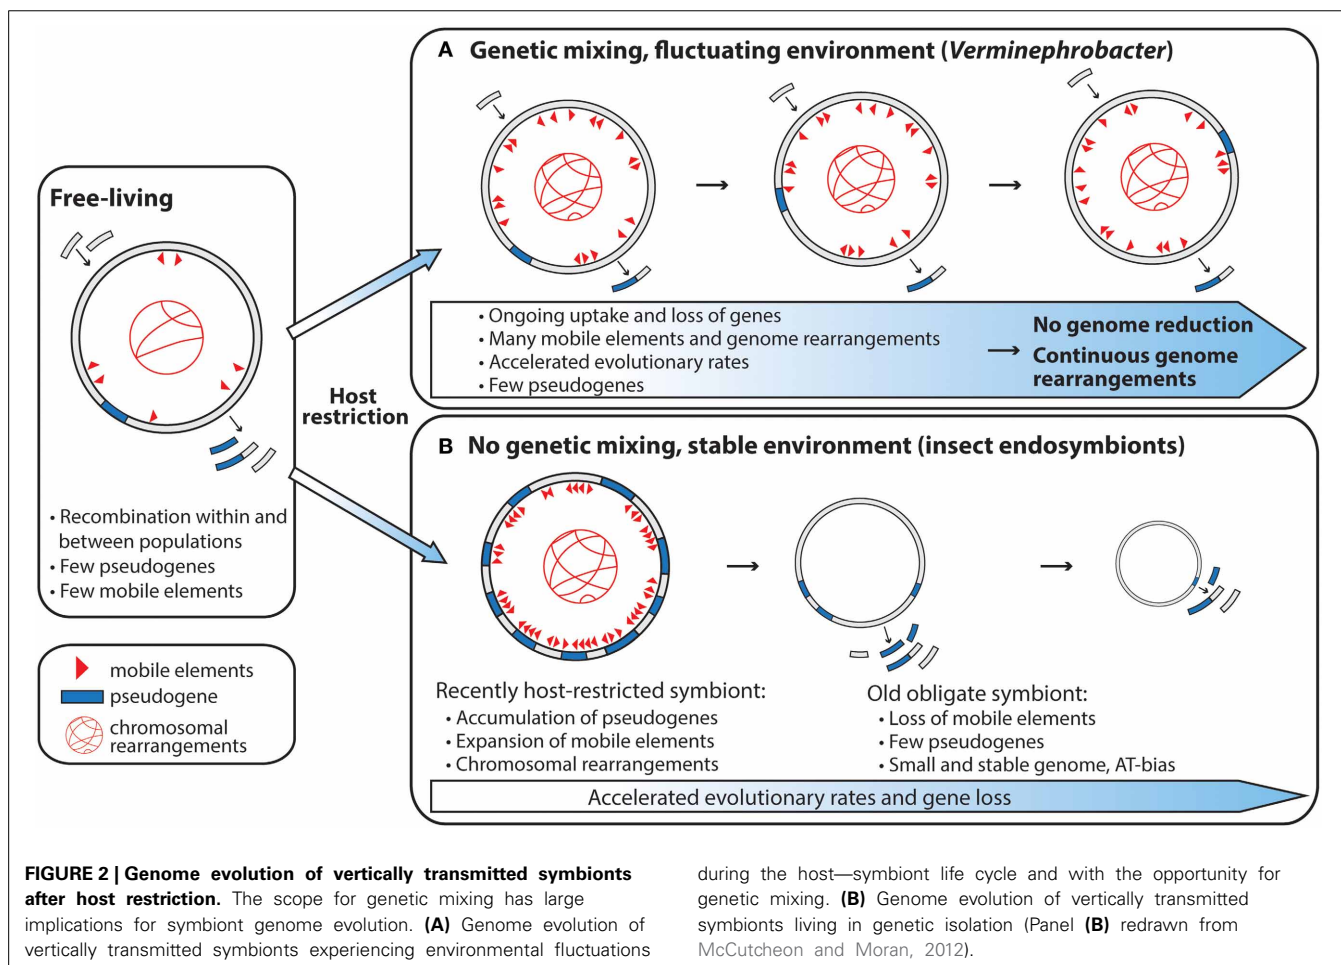 A Genetic mixing, fluctuating environment (Verminephrobacter)
Free-living
• Recombination within and
between populations
• Few pseudogenes
• Few mobile elements
Host
restriction
• Ongoing uptake and loss of genes
• Many mobile elements and genome rearrangements
• Accelerated evolutionary rates
• Few pseudogenes
No genome reduction
Continuous genome
rearrangements
B No genetic mixing, stable environment (insect endosymbionts)
Recently host-restricted symbiont:
• Accumulation of pseudogenes
• Expansion of mobile elements
• Chromosomal rearrangements
Old obligate symbiont:
• Loss of mobile elements
• Few pseudogenes
• Small and stable genome, AT-bias
Accelerated evolutionary rates and gene loss
mobile elements
pseudogene
chromosomal
rearrangements
FIGURE 2 | Genome evolution of vertically transmitted symbionts
after host restriction. The scope for genetic mixing has large
implications for symbiont genome evolution. (A) Genome evolution of
vertically transmitted symbionts experiencing environmental fluctuations
during the host—symbiont life cycle and with the opportunity for
genetic mixing. (B) Genome evolution of vertically transmitted
symbionts living in genetic isolation (Panel (B) redrawn from
McCutcheon and Moran, 2012).